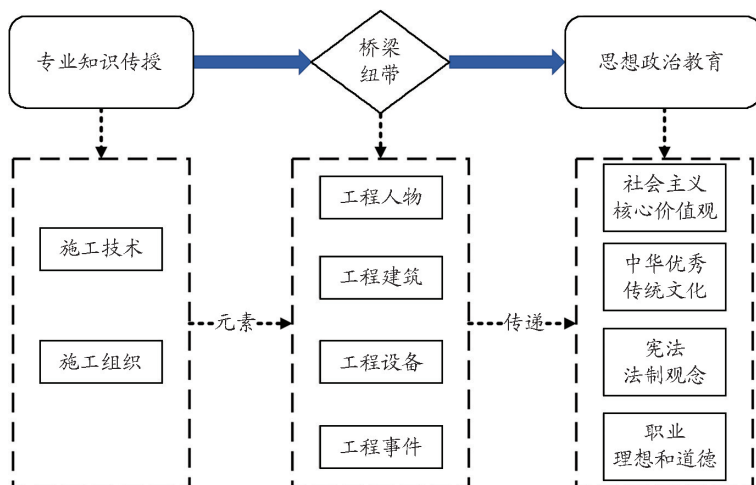 专业知识传授
桥梁
纽带
思想政治教育
施工技术
施工组织
元素
工程人物
工程建筑
工程设备
工程事件
传递
社会主义
核心价值观
中华优秀
传统文化
宪法
法制观念
职业
理想和道德